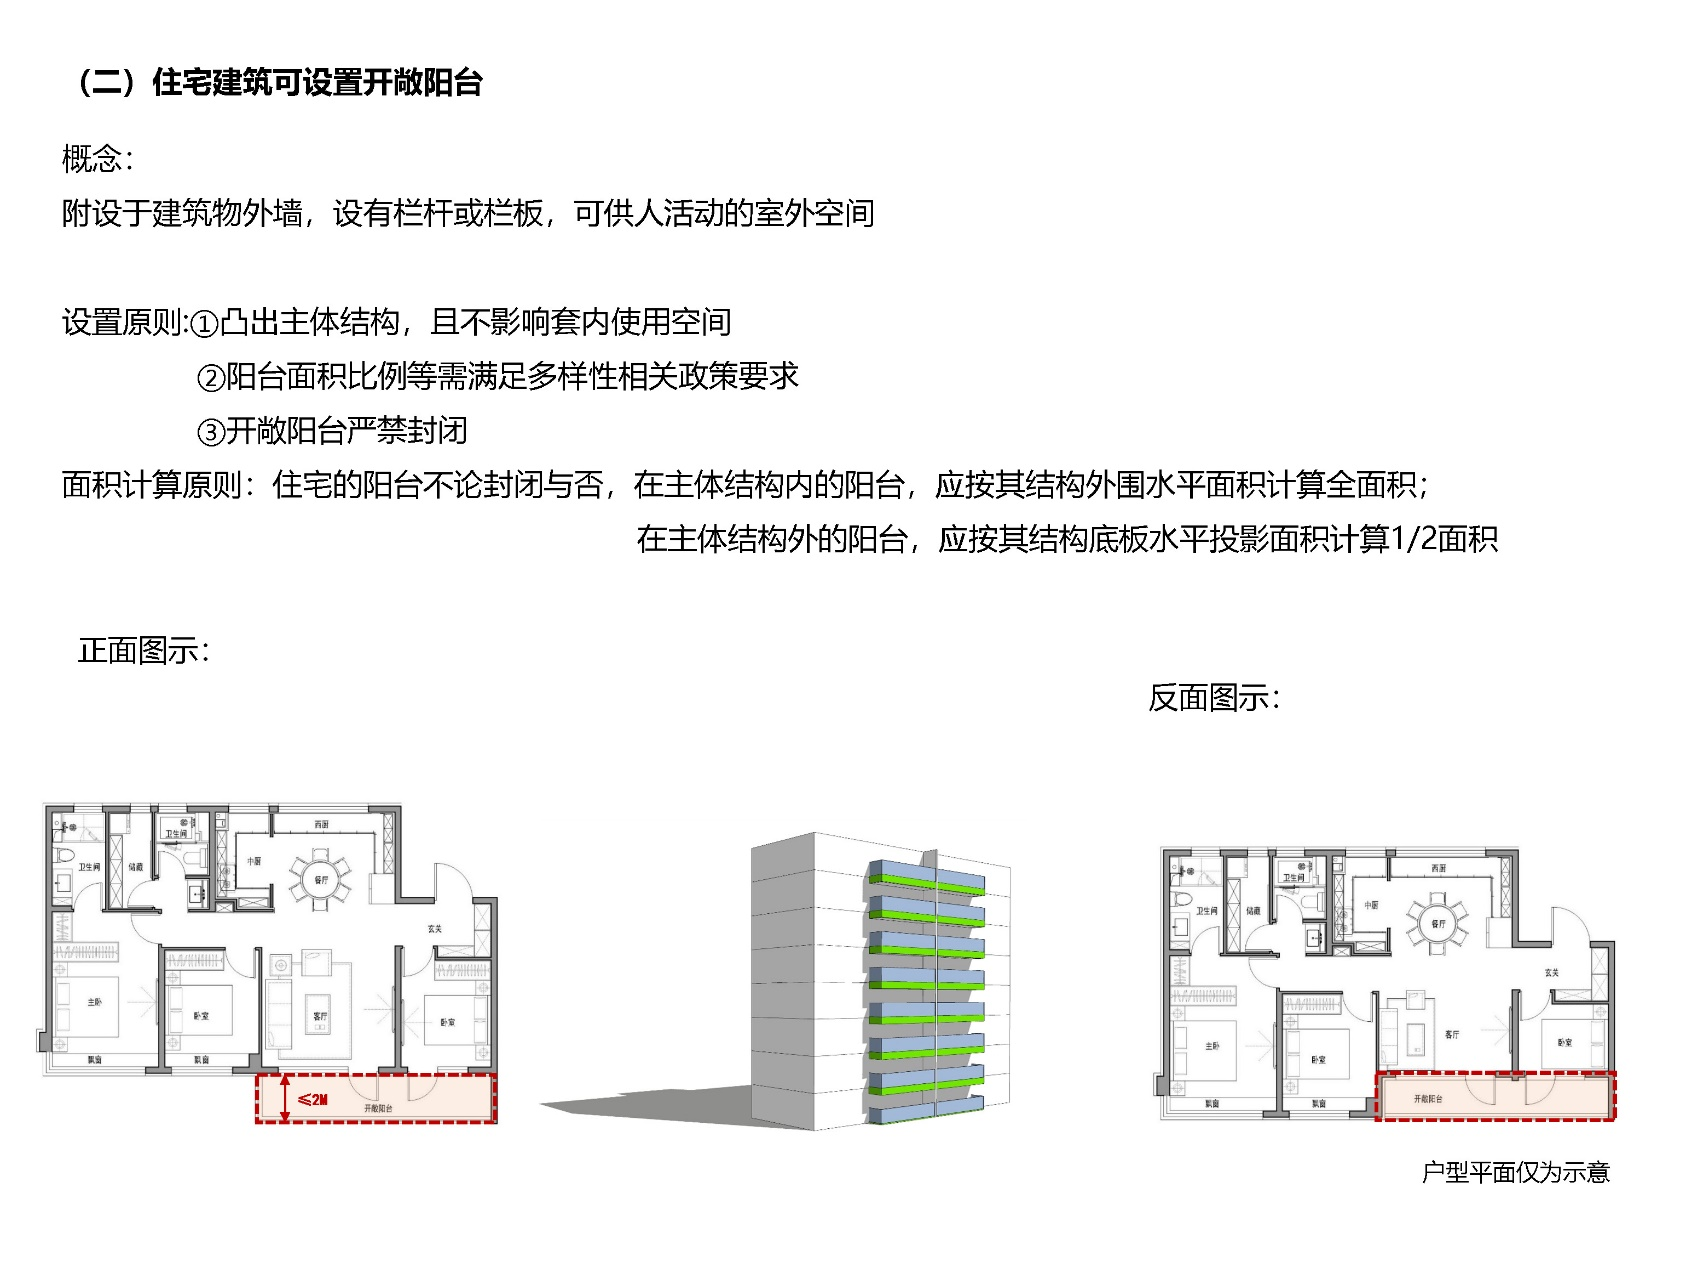 （二）住宅建筑可设置开敞阳台
概念：
附设于建筑物外墙，设有栏杆或栏板，可供人活动的室外空间
设置原则:①凸出主体结构，且不影响套内使用空间
②阳台面积比例等需满足多样性相关政策要求
③开敞阳台严禁封闭
面积计算原则：住宅的阳台不论封闭与否，在主体结构内的阳台，应按其结构外围水平面积计算全面积；
在主体结构外的阳台，应按其结构底板水平投影面积计算1/2面积
正面图示：
反面图示：
西厨
卫生间
中厨
卫生间
储藏
餐厅
玄关
主卧
卧室
客厅
卧室
飘窗
飘窗
≤2M
开敞阳台
西厨
卫生间
中厨
卫生间
储藏
餐厅
玄关
主卧
卧室
客厅
卧室
飘窗
飘窗
开敞阳台
户型平面仅为示意